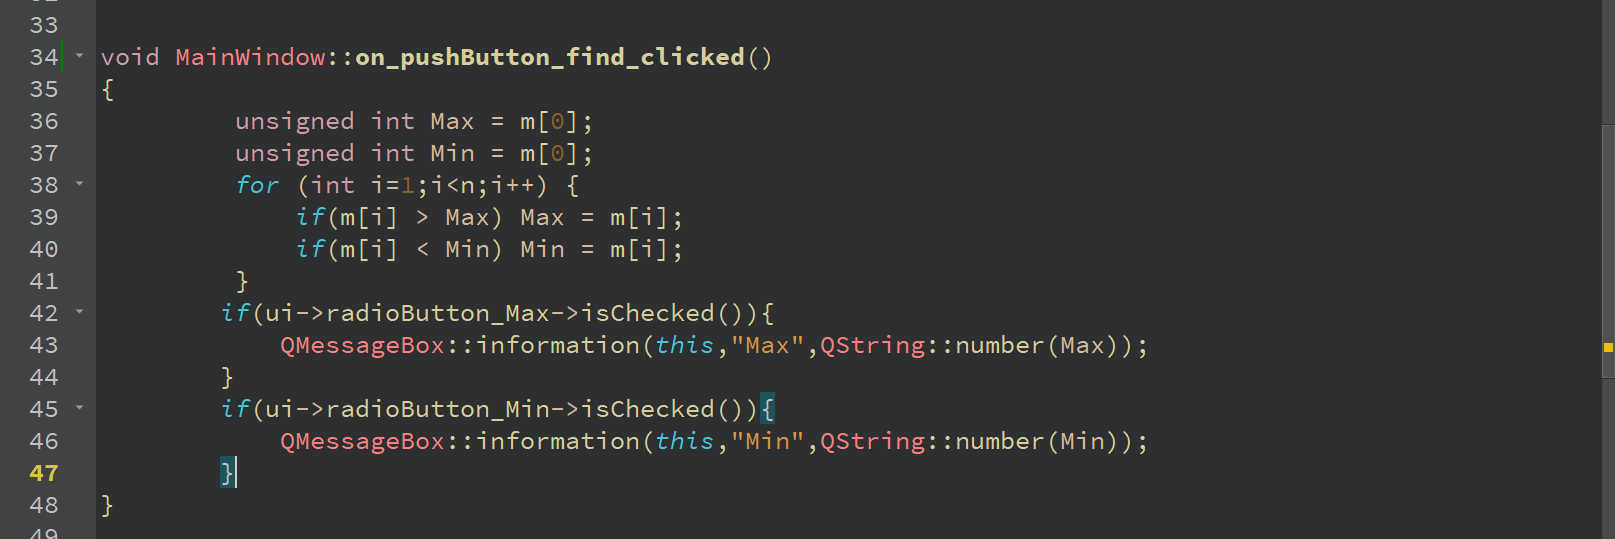 33
34 void MainWindow::on_pushButton_find_clicked()
35 {
36 unsigned int Max = m[0];
37 unsigned int Min = m[0];
38 for (int i=1;i<n;i++) {
39 if(m[i] > Max) Max = m[i];
40 if(m[i] < Min) Min = m[i];
41 }
42 if(ui->radioButton_Max->isChecked()){
43 QMessageBox::information(this,"Max",QString::number(Max));
44 }
45 if(ui->radioButton_Min->isChecked()){
46 QMessageBox::information(this,"Min",QString::number(Min));
47 }
48 }
49